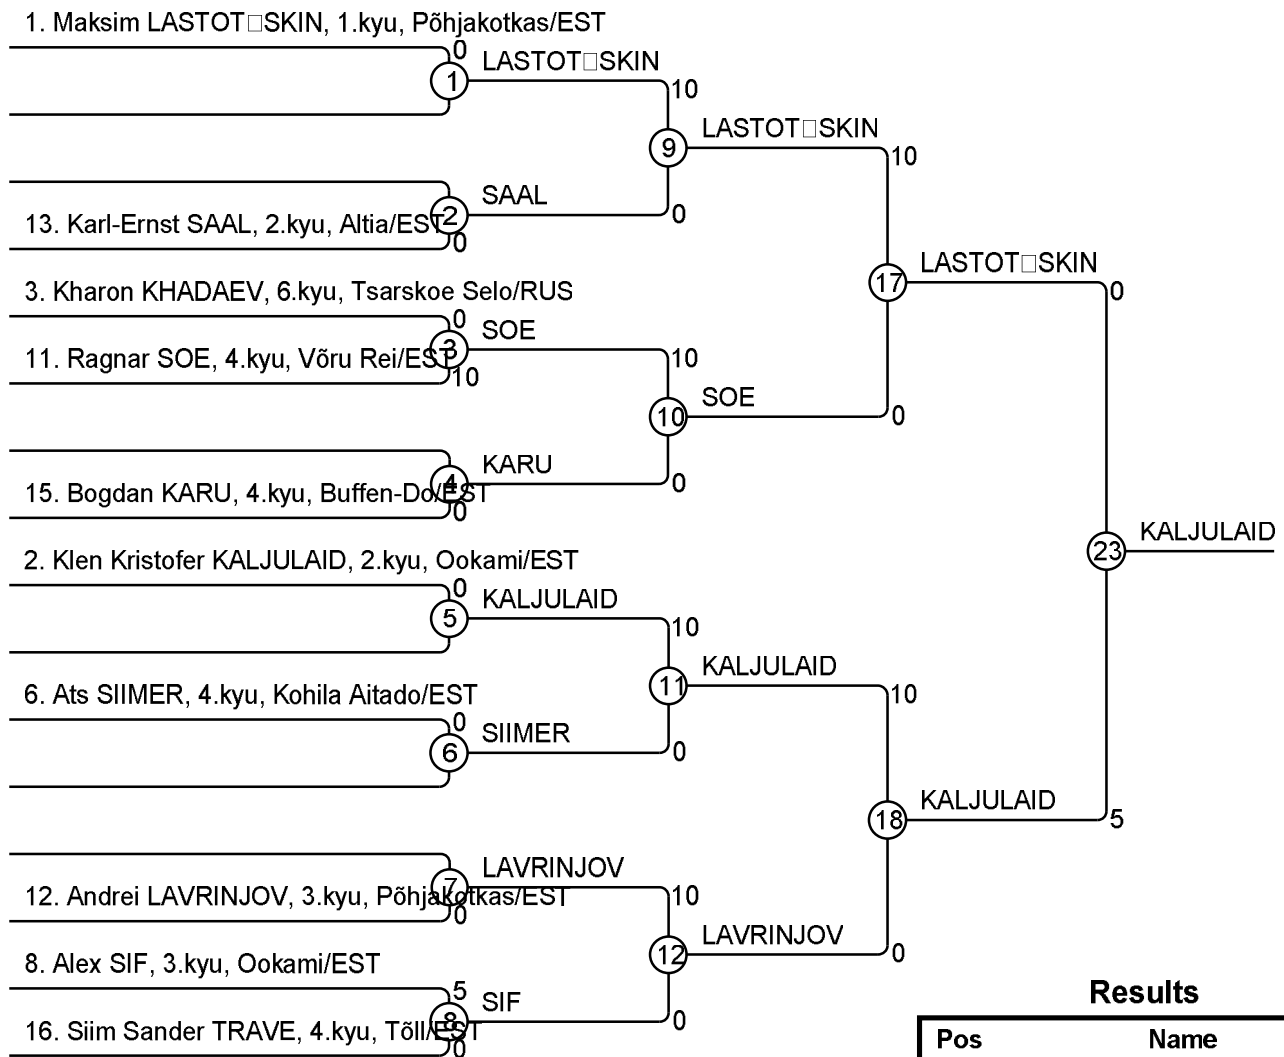 1. Maksim LASTOT□SKIN, 1.kyu, Põhjakotkas/EST
0
LASTOT□SKIN
1
10
LASTOT□SKIN
9
10
SAAL
13. Karl-Ernst SAAL, 2.kyu, Altia/EST
2
0
0
LASTOT□SKIN
17
0
3. Kharon KHADAEV, 6.kyu, Tsarskoe Selo/RUS
0
SOE
3
11. Ragnar SOE, 4.kyu, Võru Rei/EST
10
10
SOE
10
0
KARU
4
0
15. Bogdan KARU, 4.kyu, Buffen-Do/EST
0
KALJULAID
23
2. Klen Kristofer KALJULAID, 2.kyu, Ookami/EST
0
KALJULAID
5
10
KALJULAID
11
10
6. Ats SIIMER, 4.kyu, Kohila Aitado/EST
0
SIIMER
6
0
KALJULAID
18
5
LAVRINJOV
7
12. Andrei LAVRINJOV, 3.kyu, Põhjakotkas/EST
0
10
LAVRINJOV
12
0
8. Alex SIF, 3.kyu, Ookami/EST
5
SIF
8
0
16. Siim Sander TRAVE, 4.kyu, Tõll/EST
0
Results
Pos Name